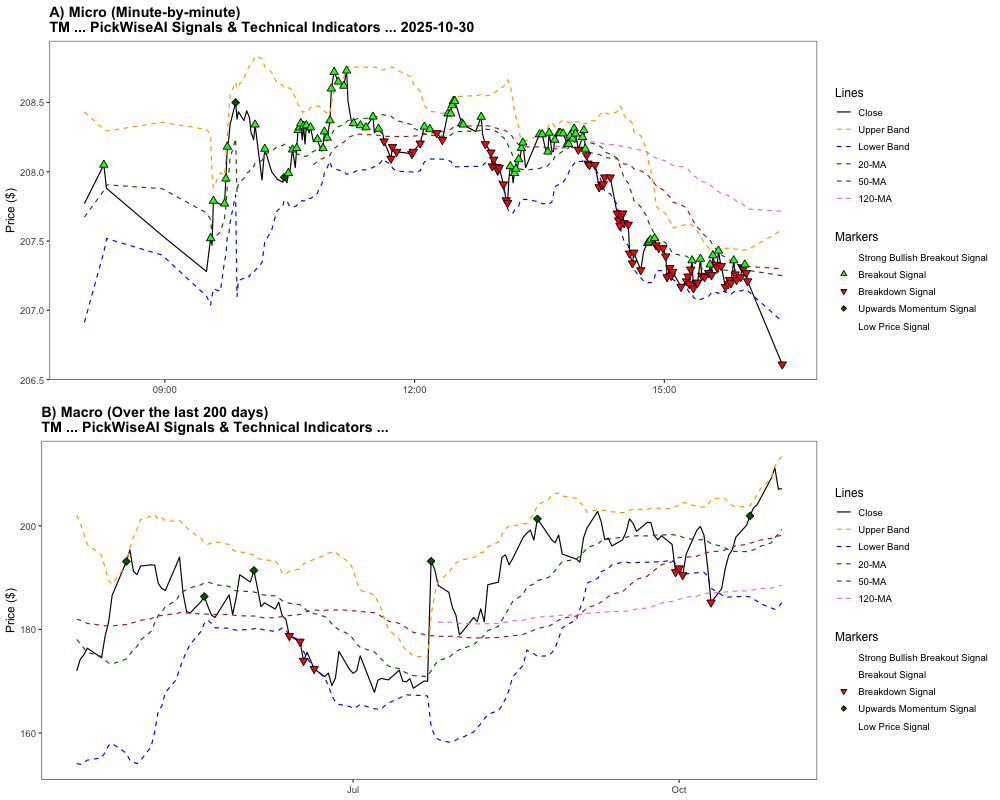 A) Micro (Minute-by-minute)
TM ... PickWiseAI Signals & Technical Indicators ... 2025-10-30
Price ($)
208.5
208.0
207.5
207.0
206.5
09:00
12:00
15:00
Lines
Close
Upper Band
Lower Band
20-MA
50-MA
120-MA
Markers
Strong Bullish Breakout Signal
Breakout Signal
Breakdown Signal
Upwards Momentum Signal
Low Price Signal
B) Macro (Over the last 200 days)
TM ... PickWiseAI Signals & Technical Indicators ...
Price ($)
200
180
160
Jul
Oct
Lines
Close
Upper Band
Lower Band
20-MA
50-MA
120-MA
Markers
Strong Bullish Breakout Signal
Breakout Signal
Breakdown Signal
Upwards Momentum Signal
Low Price Signal